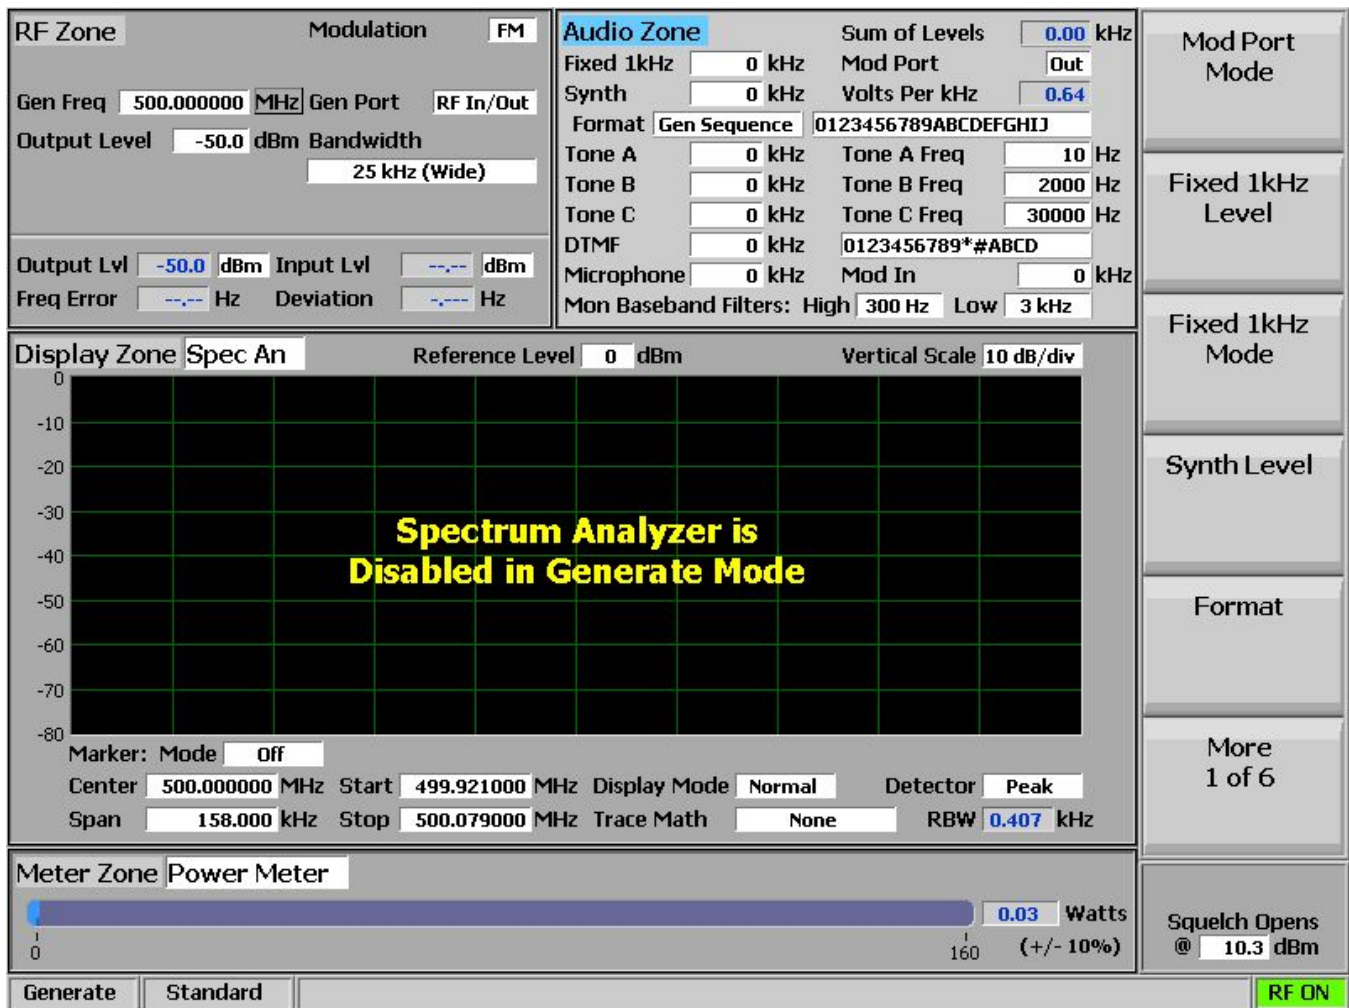 RF Zone Modulation FM
Gen Freq 500.000000 MHz Gen Port RF In/Out
Output Level -50.0 dBm Bandwidth
25 kHz (Wide)
Output Lvl -50.0 dBm Input Lvl --.-- dBm
Freq Error --.-- Hz Deviation -.--- Hz
Audio Zone Sum of Levels 0.00 kHz
Fixed 1kHz 0 kHz Mod Port Out
Synth 0 kHz Volts Per kHz 0.64
Format Gen Sequence 0123456789ABCDEFGHIJ
Tone A 0 kHz Tone A Freq 10 Hz
Tone B 0 kHz Tone B Freq 2000 Hz
Tone C 0 kHz Tone C Freq 30000 Hz
DTMF 0 kHz 0123456789*#ABCD
Microphone 0 kHz Mod In 0 kHz
Mon Baseband Filters: High 300 Hz Low 3 kHz
Display Zone Spec An Reference Level 0 dBm Vertical Scale 10 dB/div
0
-10
-20
-30
-40
-50
-60
-70
-80
Spectrum Analyzer is
Disabled in Generate Mode
Marker: Mode Off
Center 500.000000 MHz Start 499.921000 MHz Display Mode Normal Detector Peak
Span 158.000 kHz Stop 500.079000 MHz Trace Math None RBW 0.407 kHz
Meter Zone Power Meter
0.03 Watts
0 160 (+/- 10%)
Mod Port
Mode
Fixed 1kHz
Level
Fixed 1kHz
Mode
Synth Level
Format
More
1 of 6
Squelch Opens
@ 10.3 dBm
Generate Standard RF ON